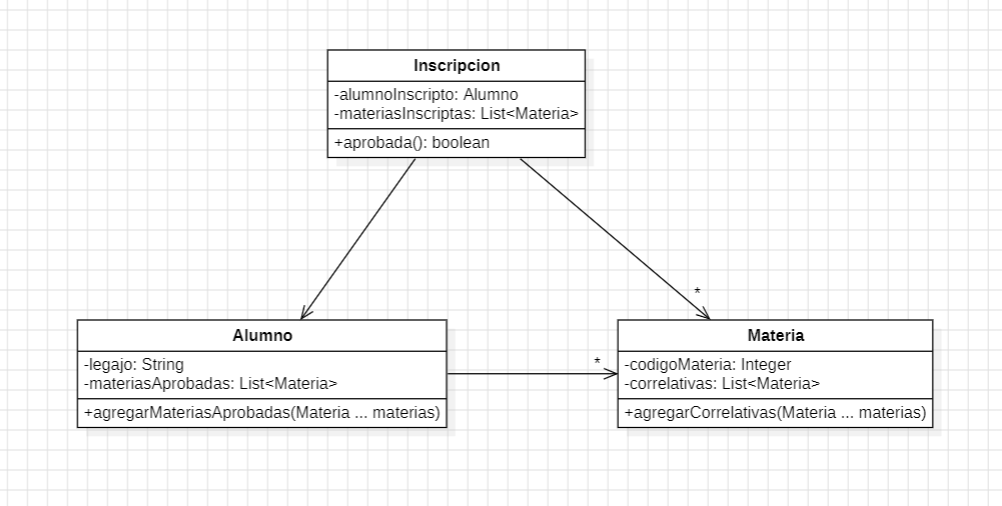 Inscripcion
-alumnoInscripto: Alumno
-materiasInscriptas: List<Materia>
+aprobada(): boolean
*
Alumno
-legajo: String
-materiasAprobadas: List<Materia>
+agregarMateriasAprobadas(Materia ... materias)
*
Materia
-codigoMateria: Integer
-correlativas: List<Materia>
+agregarCorrelativas(Materia ... materias)